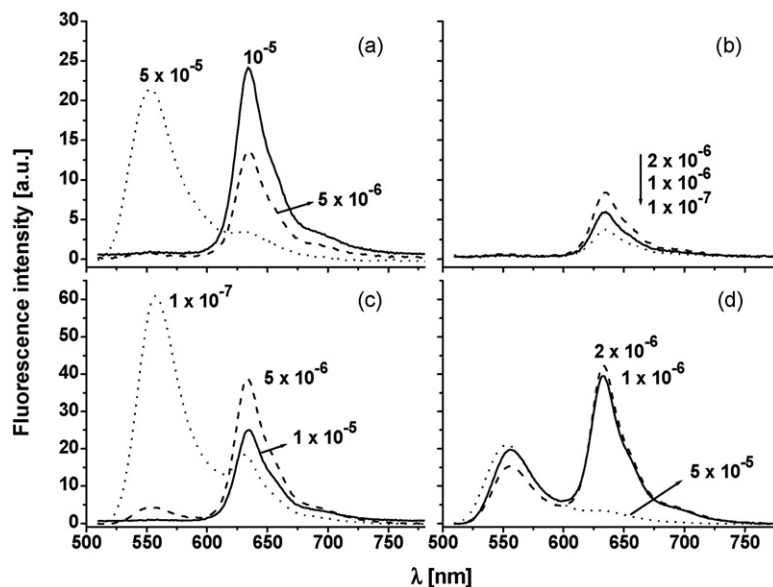 Fluorescence intensity [a.u.]
30
25
20
15
10
5
0
(a)
5 x 10⁻⁵
10⁻⁵
5 x 10⁻⁶
(b)
2 x 10⁻⁶
1 x 10⁻⁶
1 x 10⁻⁷
60
50
40
30
20
10
0
(c)
1 x 10⁻⁷
5 x 10⁻⁶
1 x 10⁻⁵
(d)
2 x 10⁻⁶
1 x 10⁻⁶
5 x 10⁻⁵
500 550 600 650 700 750 500 550 600 650 700 750
λ [nm]